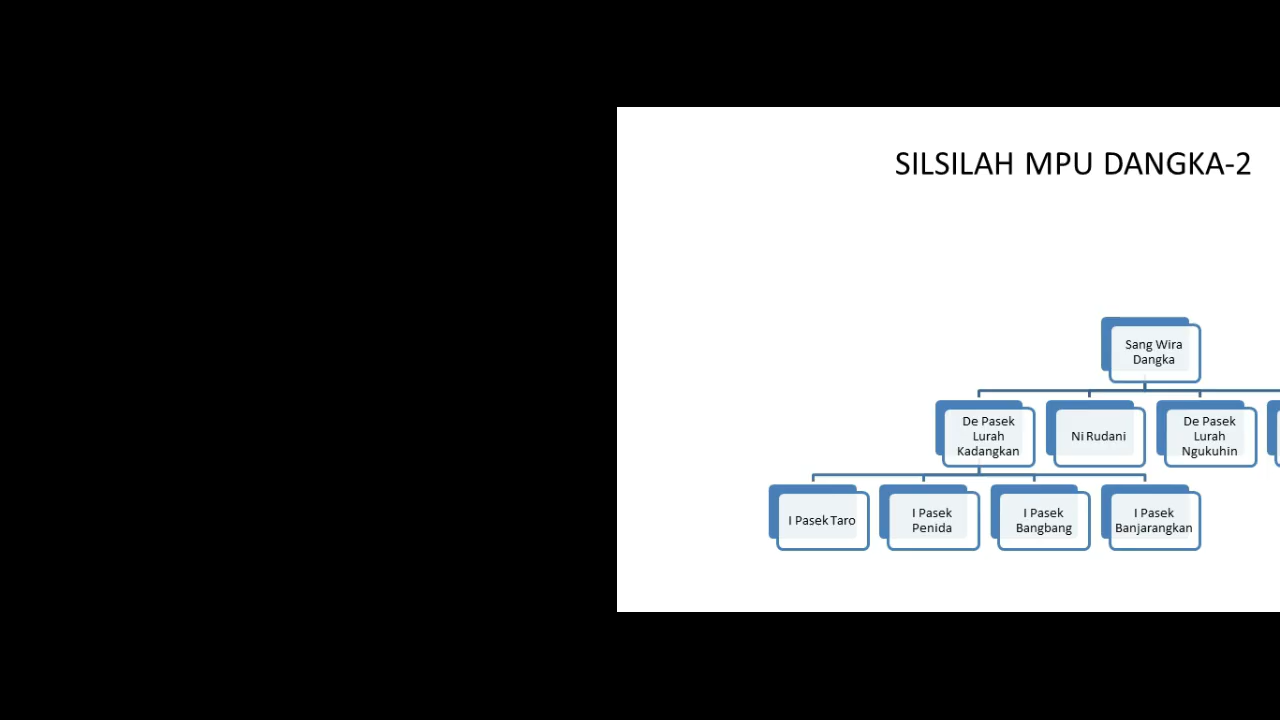 SILSILAH MPU DANGKA-2
Sang Wira
Dangka
De Pasek
Lurah
Kadangkan
Ni Rudani
De Pasek
Lurah
Ngukuhin
I Pasek Taro
I Pasek
Penida
I Pasek
Bangbang
I Pasek
Banjarangkan